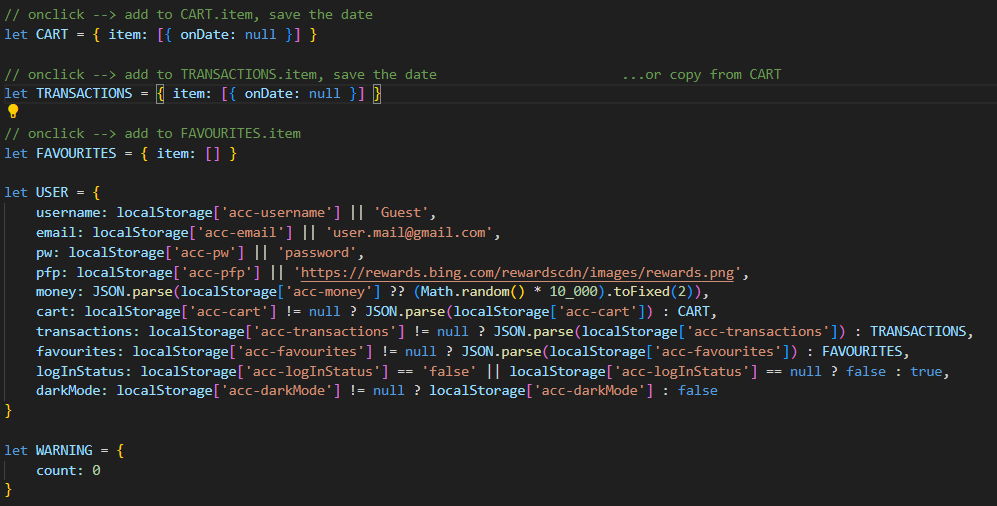 // onclick --> add to CART.item, save the date
let CART = { item: [{ onDate: null }] }
// onclick --> add to TRANSACTIONS.item, save the date                       ...or copy from CART
let TRANSACTIONS = { item: [{ onDate: null }] }
// onclick --> add to FAVOURITES.item
let FAVOURITES = { item: [] }
let USER = {
    username: localStorage['acc-username'] || 'Guest',
    email: localStorage['acc-email'] || 'user.mail@gmail.com',
    pw: localStorage['acc-pw'] || 'password',
    pfp: localStorage['acc-pfp'] || 'https://rewards.bing.com/rewardscdn/images/rewards.png',
    money: JSON.parse(localStorage['acc-money'] ?? (Math.random() * 10_000).toFixed(2)),
    cart: localStorage['acc-cart'] != null ? JSON.parse(localStorage['acc-cart']) : CART,
    transactions: localStorage['acc-transactions'] != null ? JSON.parse(localStorage['acc-transactions']) : TRANSACTIONS,
    favourites: localStorage['acc-favourites'] != null ? JSON.parse(localStorage['acc-favourites']) : FAVOURITES,
    logInStatus: localStorage['acc-logInStatus'] == 'false' || localStorage['acc-logInStatus'] == null ? false : true,
    darkMode: localStorage['acc-darkMode'] != null ? localStorage['acc-darkMode'] : false
}
let WARNING = {
    count: 0
}